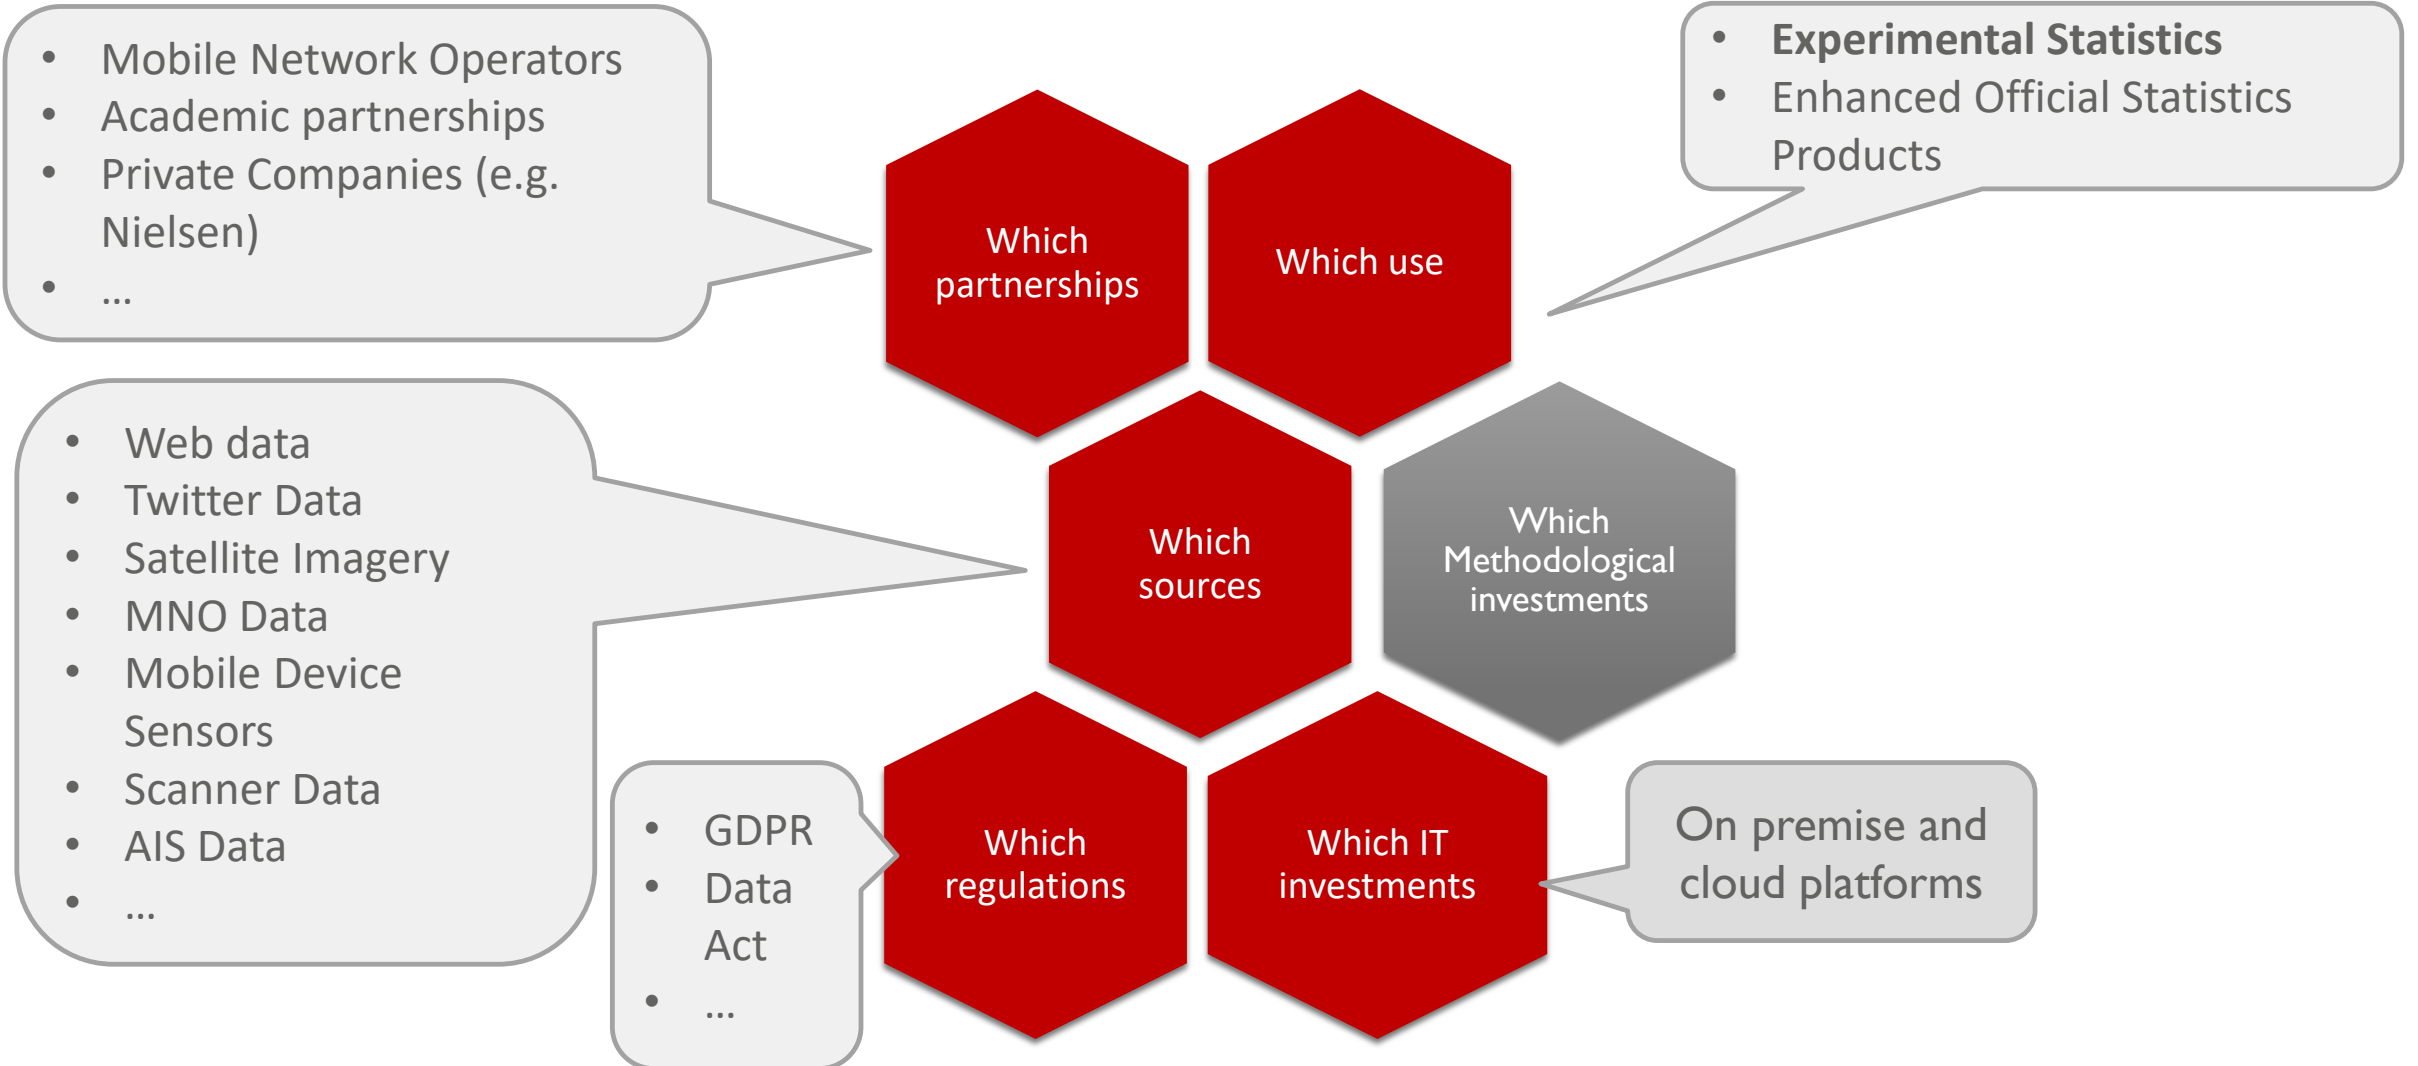 • Mobile Network Operators
• Academic partnerships
• Private Companies (e.g.
Nielsen)
• ...
• Experimental Statistics
• Enhanced Official Statistics
Products
Which
partnerships
Which use
• Web data
• Twitter Data
• Satellite Imagery
• MNO Data
• Mobile Device
Sensors
• Scanner Data
• AIS Data
• ...
Which
sources
Which
Methodological
investments
• GDPR
• Data
Act
• ...
Which
regulations
Which IT
investments
On premise and
cloud platforms